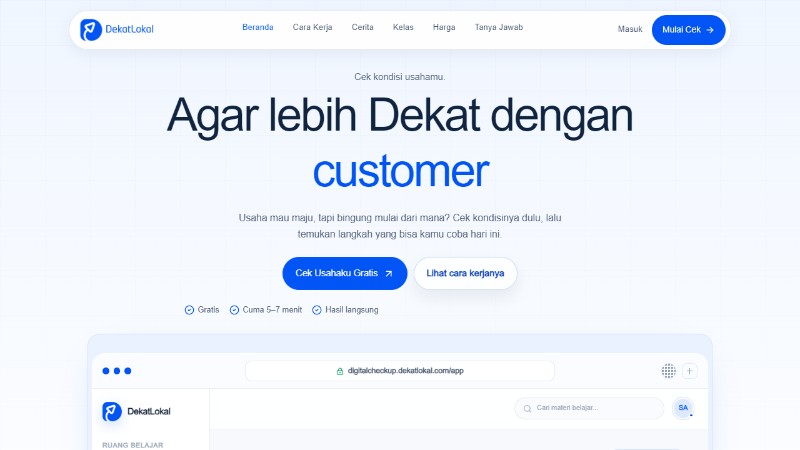 DekatLokal
Beranda
Cara Kerja
Cerita
Kelas
Harga
Tanya Jawab
Masuk
Mulai Cek
Cek kondisi usahamu.
Agar lebih Dekat dengan
customer
Usaha mau maju, tapi bingung mulai dari mana? Cek kondisinya dulu, lalu
temukan langkah yang bisa kamu coba hari ini.
Cek Usahaku Gratis
Lihat cara kerjanya
Gratis
Cuma 5–7 menit
Hasil langsung
digitalcheckup.dekatlokal.com/app
DekatLokal
Cari materi belajar...
SA
RUANG BELAJAR